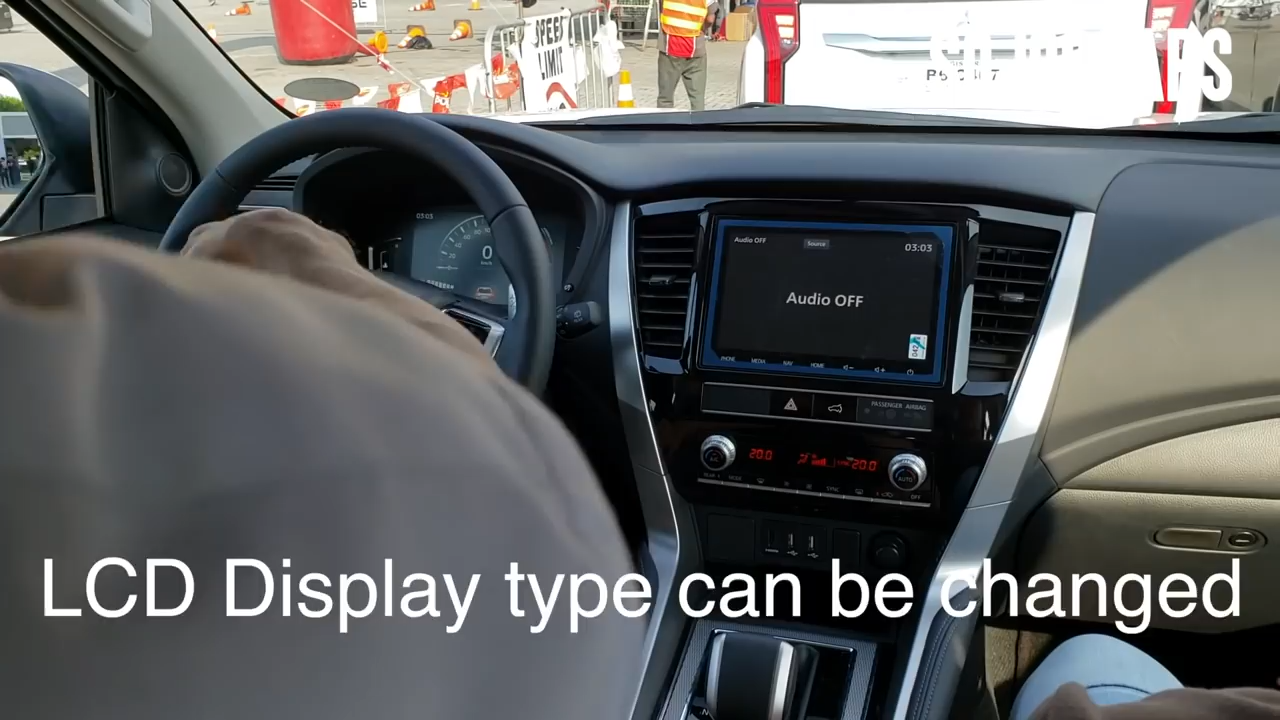 SPEED
LIMIT
03:03
0
Audio OFF
Source
03:03
Audio OFF
PHONE
MEDIA
NAV
HOME
PASSENGER AIRBAG
20.0
20.0
AUTO
OFF
LCD Display type can be changed